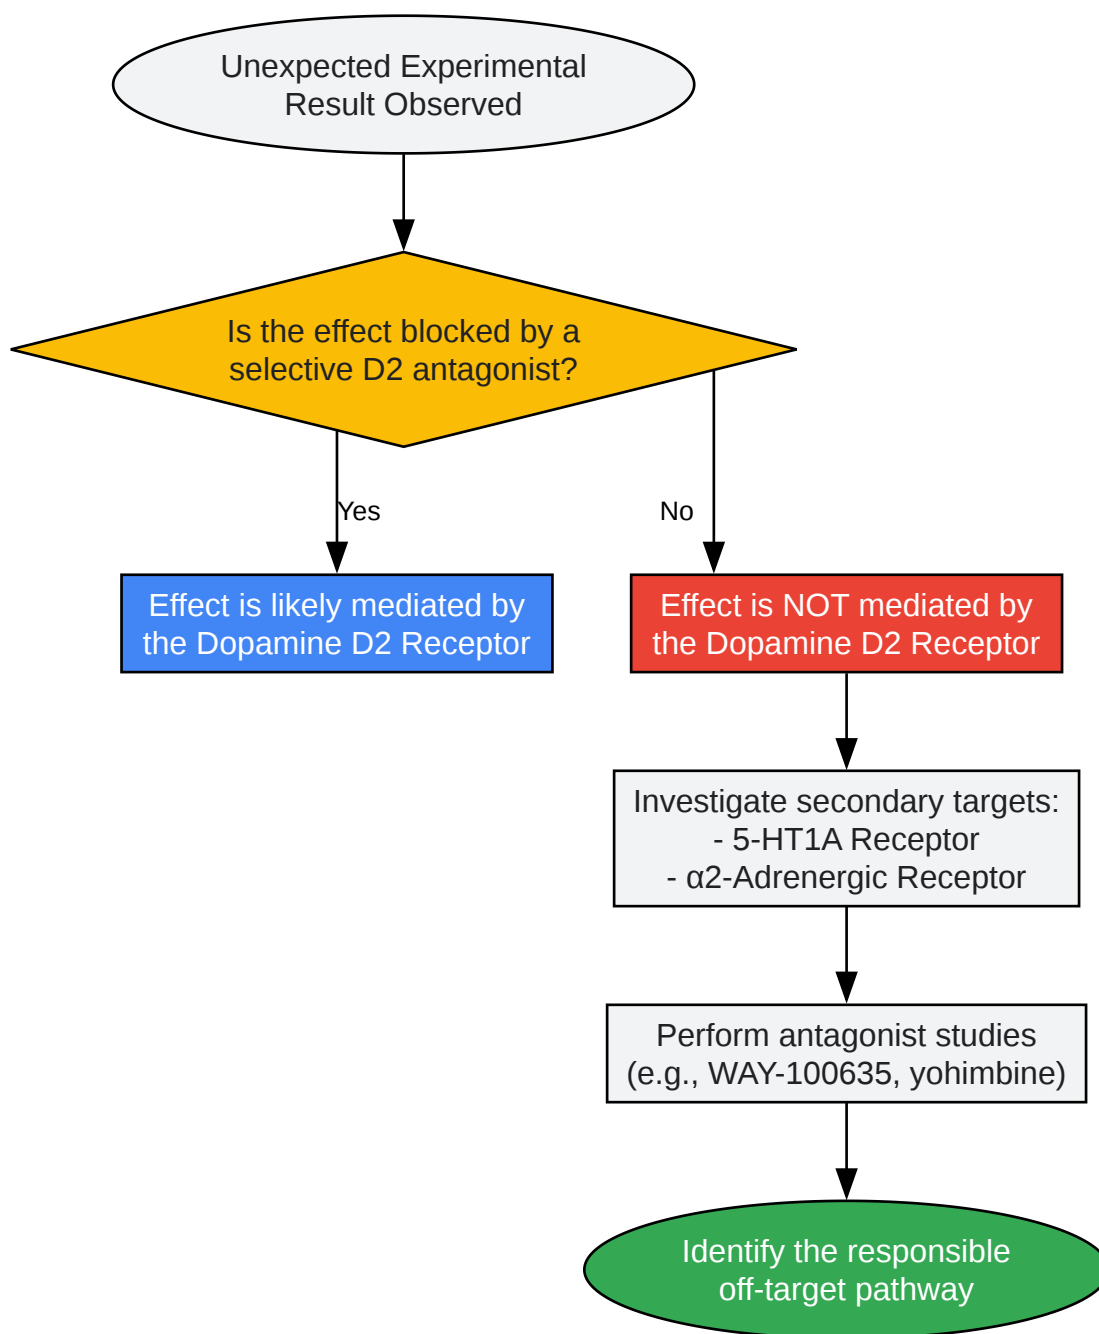 Unexpected Experimental
Result Observed
Is the effect blocked by a
selective D2 antagonist?
Yes
No
Effect is likely mediated by
the Dopamine D2 Receptor
Effect is NOT mediated by
the Dopamine D2 Receptor
Investigate secondary targets:
- 5-HT1A Receptor
- α2-Adrenergic Receptor
Perform antagonist studies
(e.g., WAY-100635, yohimbine)
Identify the responsible
off-target pathway